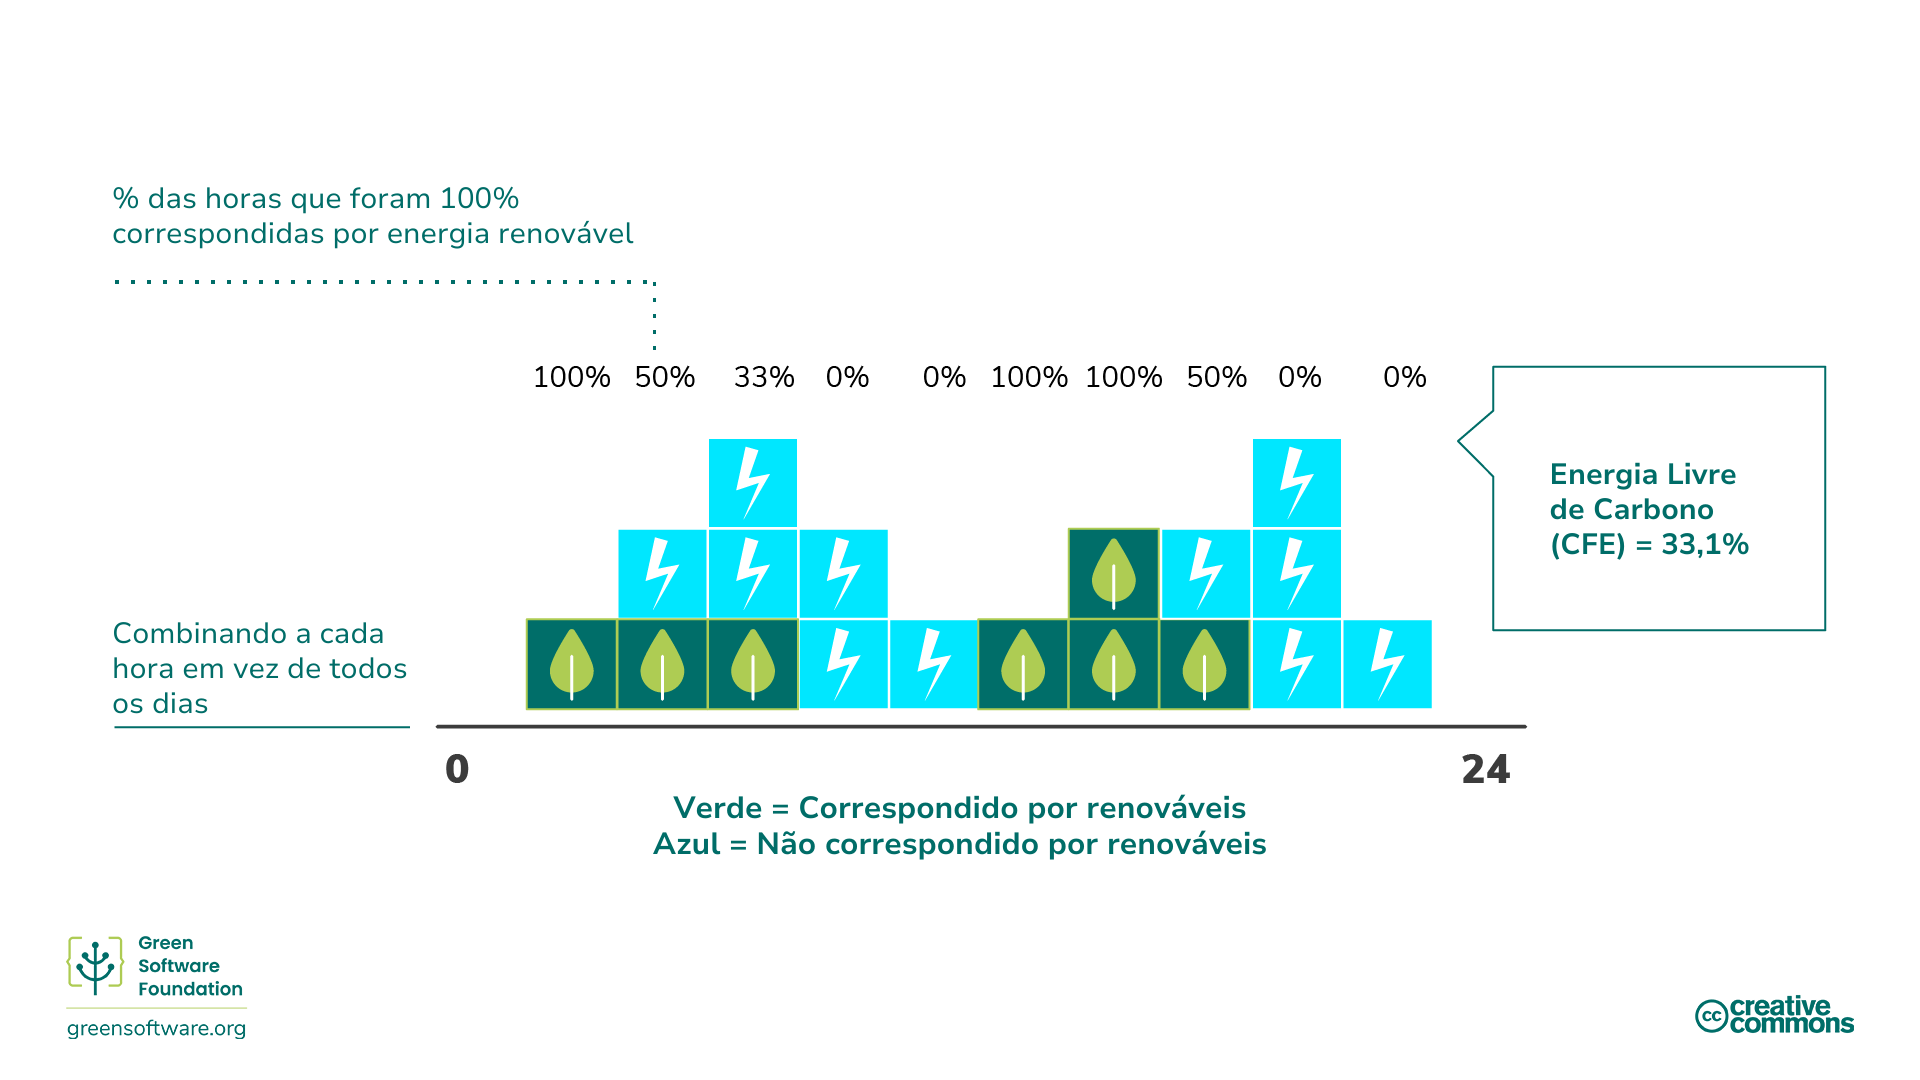 % das horas que foram 100%
correspondidas por energia renovável
100% 50% 33% 0% 0% 100% 100% 50% 0% 0%
Energia Livre
de Carbono
(CFE) = 33,1%
Combinando a cada
hora em vez de todos
os dias
0 24
Verde = Correspondido por renováveis
Azul = Não correspondido por renováveis
Green
Software
Foundation
greensoftware.org
cc creative
commons